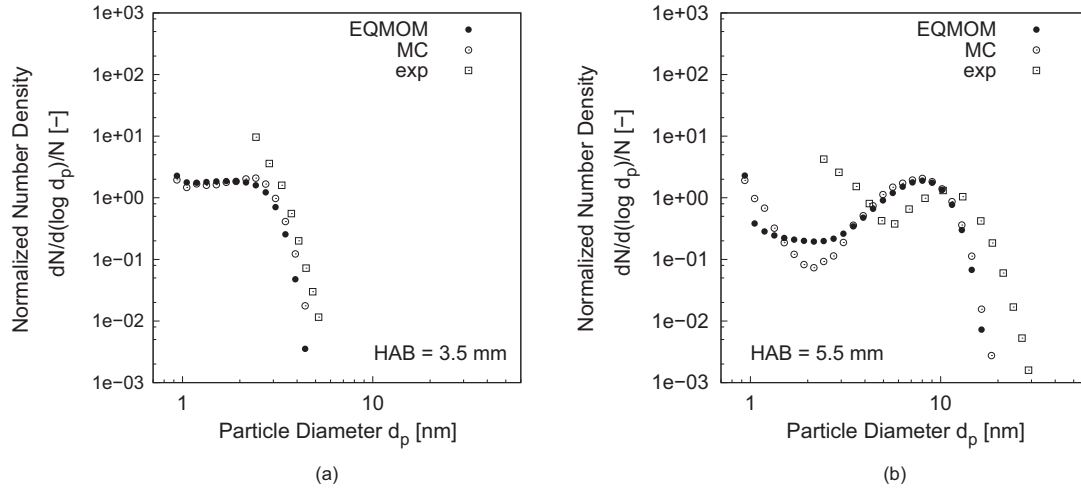 Normalized Number Density
dN/d(log dp)/N [−]
1e+03
1e+02
1e+01
1e+00
1e−01
1e−02
1e−03
EQMOM
MC
exp
HAB = 3.5 mm
1
10
Particle Diameter dp [nm]
(a)
Normalized Number Density
dN/d(log dp)/N [−]
1e+03
1e+02
1e+01
1e+00
1e−01
1e−02
1e−03
EQMOM
MC
exp
HAB = 5.5 mm
1
10
Particle Diameter dp [nm]
(b)